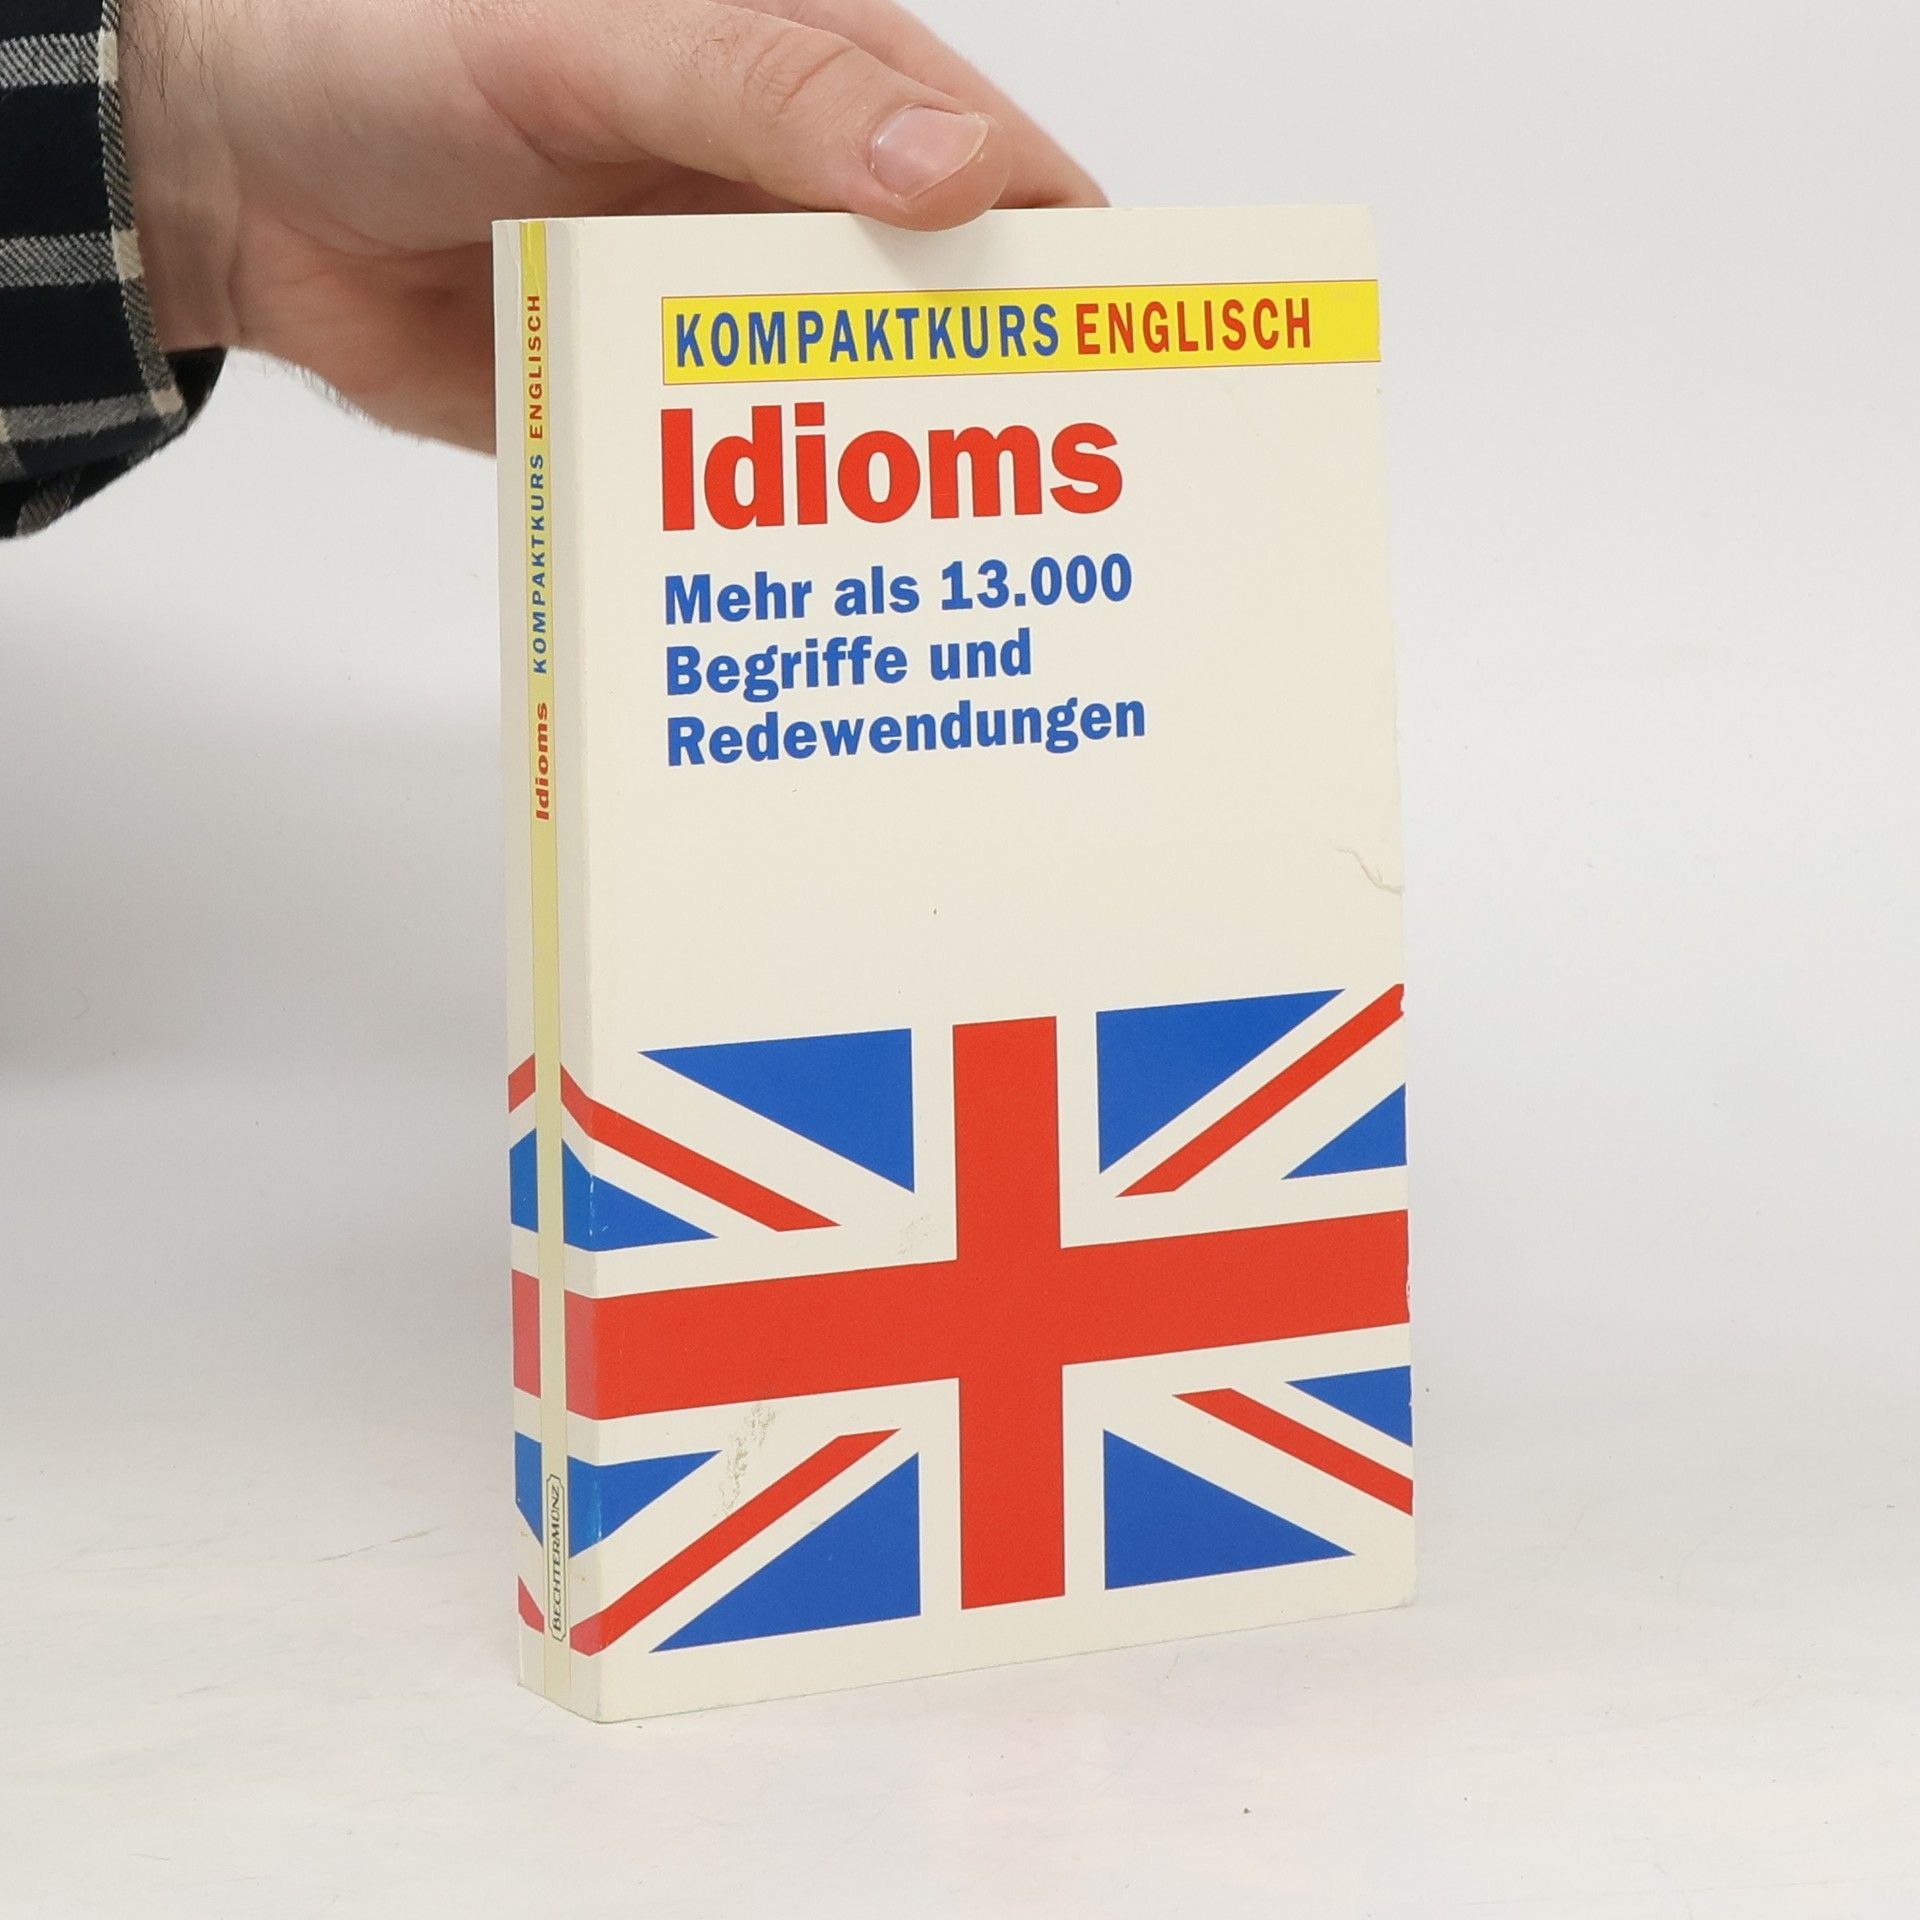 KOMPAKTKURS ENGLISCH
Idioms
Mehr als 13.000
Begriffe und
Redewendungen
Idioms KOMPAKTKURS ENGLISCH
BECHTERMÜNZ